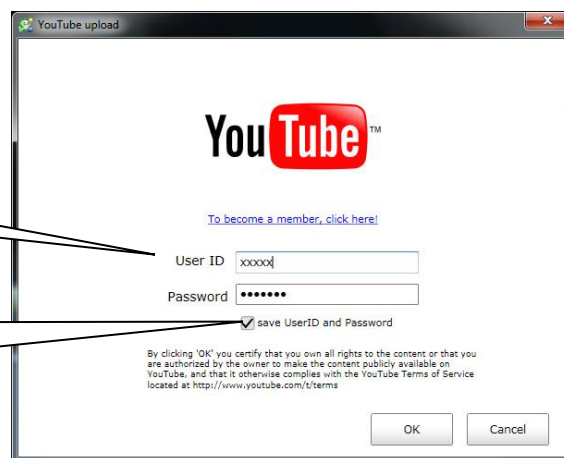 YouTube upload
YouTube™
To become a member, click here!
User ID xxxxx
Password •••••••
save UserID and Password
By clicking 'OK' you certify that you own all rights to the content or that you
are authorized by the owner to make the content publicly available on
YouTube, and that it otherwise complies with the YouTube Terms of Service
located at http://www.youtube.com/t/terms
OK Cancel